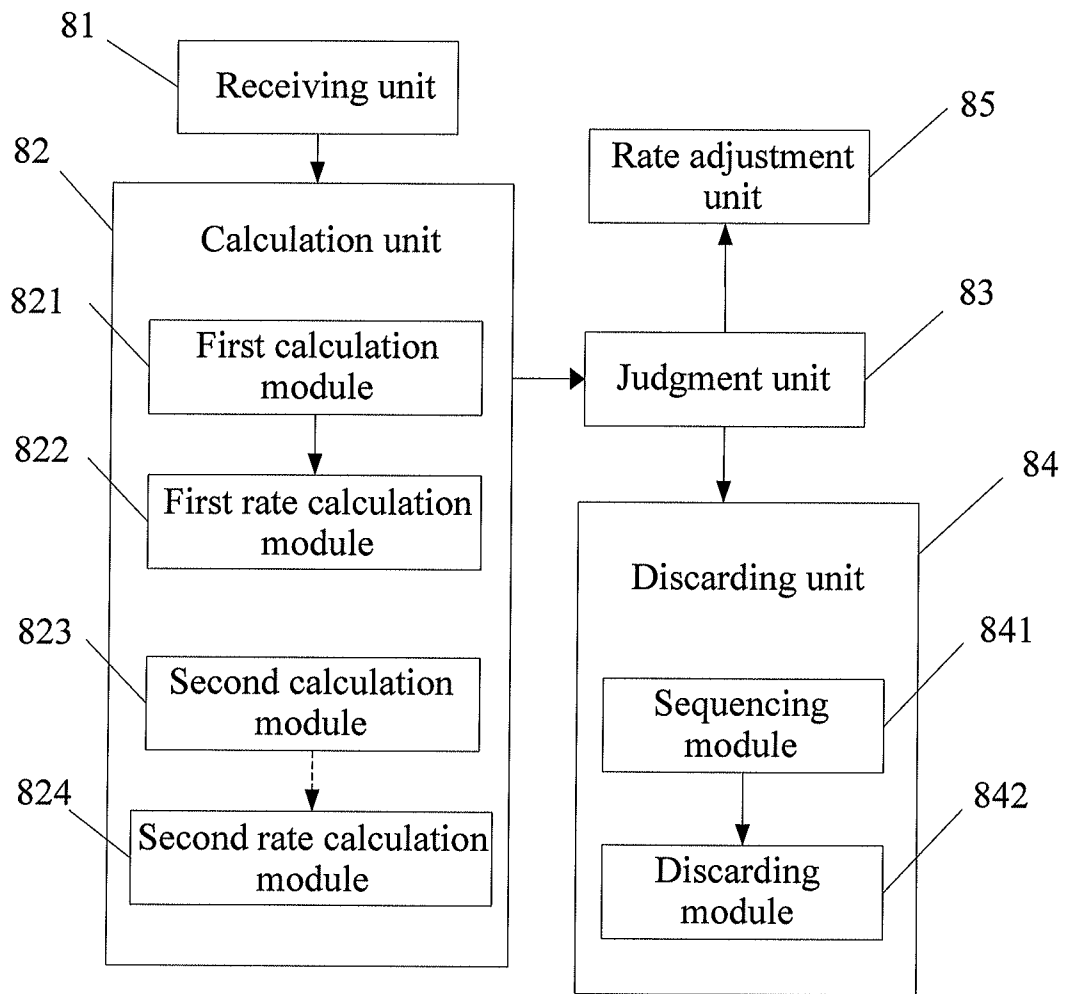 81
Receiving unit
82
Calculation unit
821
First calculation
module
822
First rate calculation
module
823
Second calculation
module
824
Second rate calculation
module
85
Rate adjustment
unit
83
Judgment unit
84
Discarding unit
841
Sequencing
module
842
Discarding
module